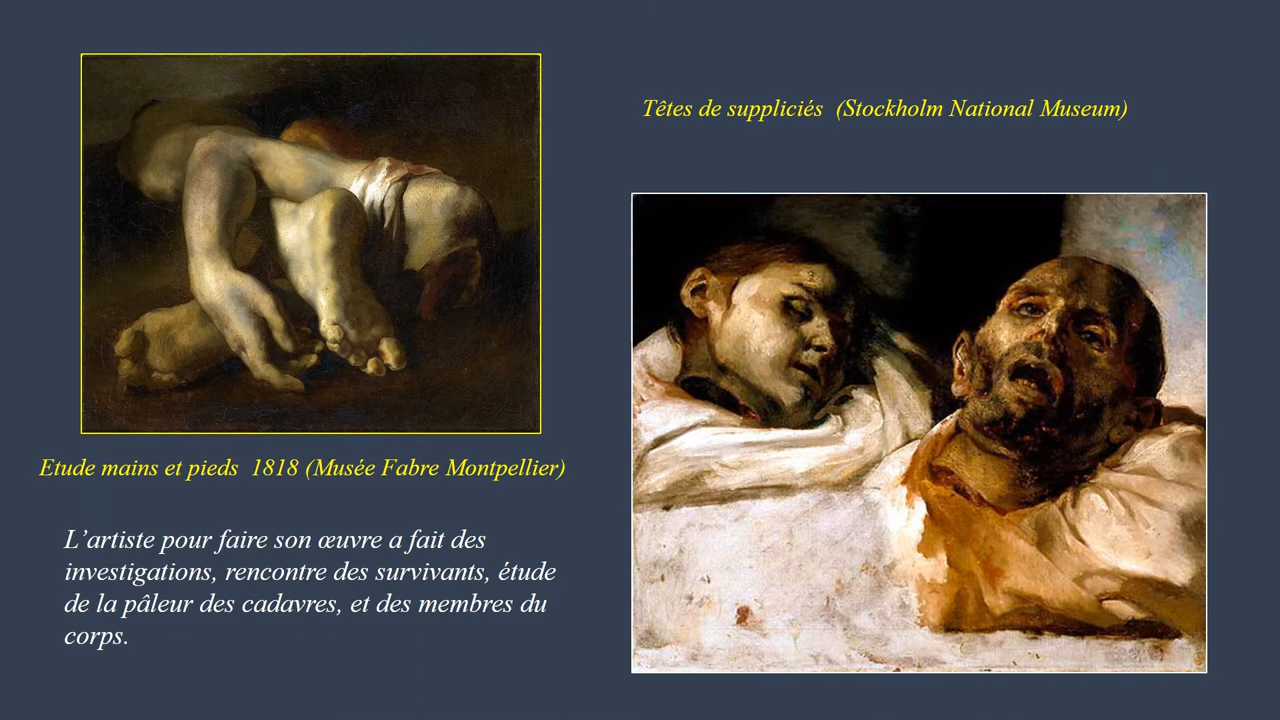 Têtes de suppliciés (Stockholm National Museum)
Etude mains et pieds 1818 (Musée Fabre Montpellier)
L’artiste pour faire son œuvre a fait des
investigations, rencontre des survivants, étude
de la pâleur des cadavres, et des membres du
corps.